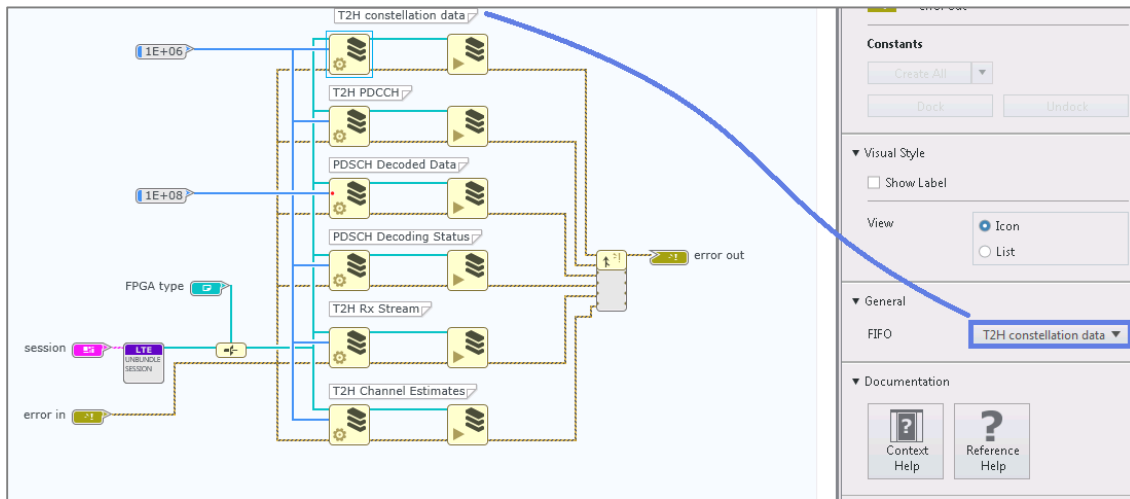 T2H constellation data
1E+06
T2H PDCCH
PDSCH Decoded Data
1E+08
PDSCH Decoding Status
error out
FPGA type
T2H Rx Stream
session
LTE
UNBUNDLE
SESSION
T2H Channel Estimates
error in
error out
Constants
Create All
Dock
Undock
Visual Style
Show Label
View
Icon
List
General
FIFO
T2H constellation data
Documentation
?
Context
Help
?
Reference
Help